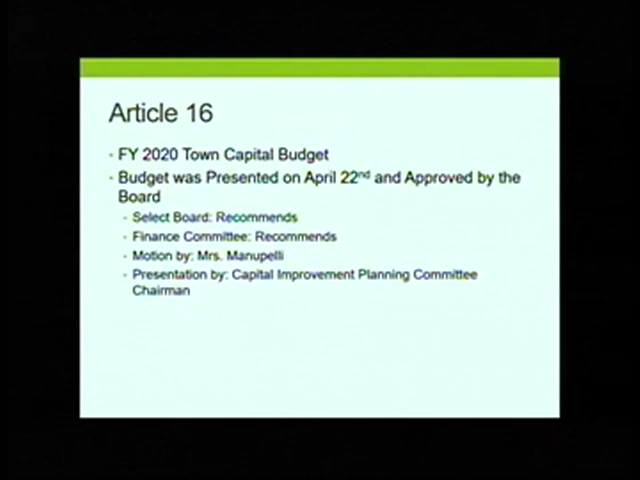 Article 16
• FY 2020 Town Capital Budget
• Budget was Presented on April 22nd and Approved by the
Board
• Select Board: Recommends
• Finance Committee: Recommends
• Motion by: Mrs. Manupelli
• Presentation by: Capital Improvement Planning Committee
Chairman